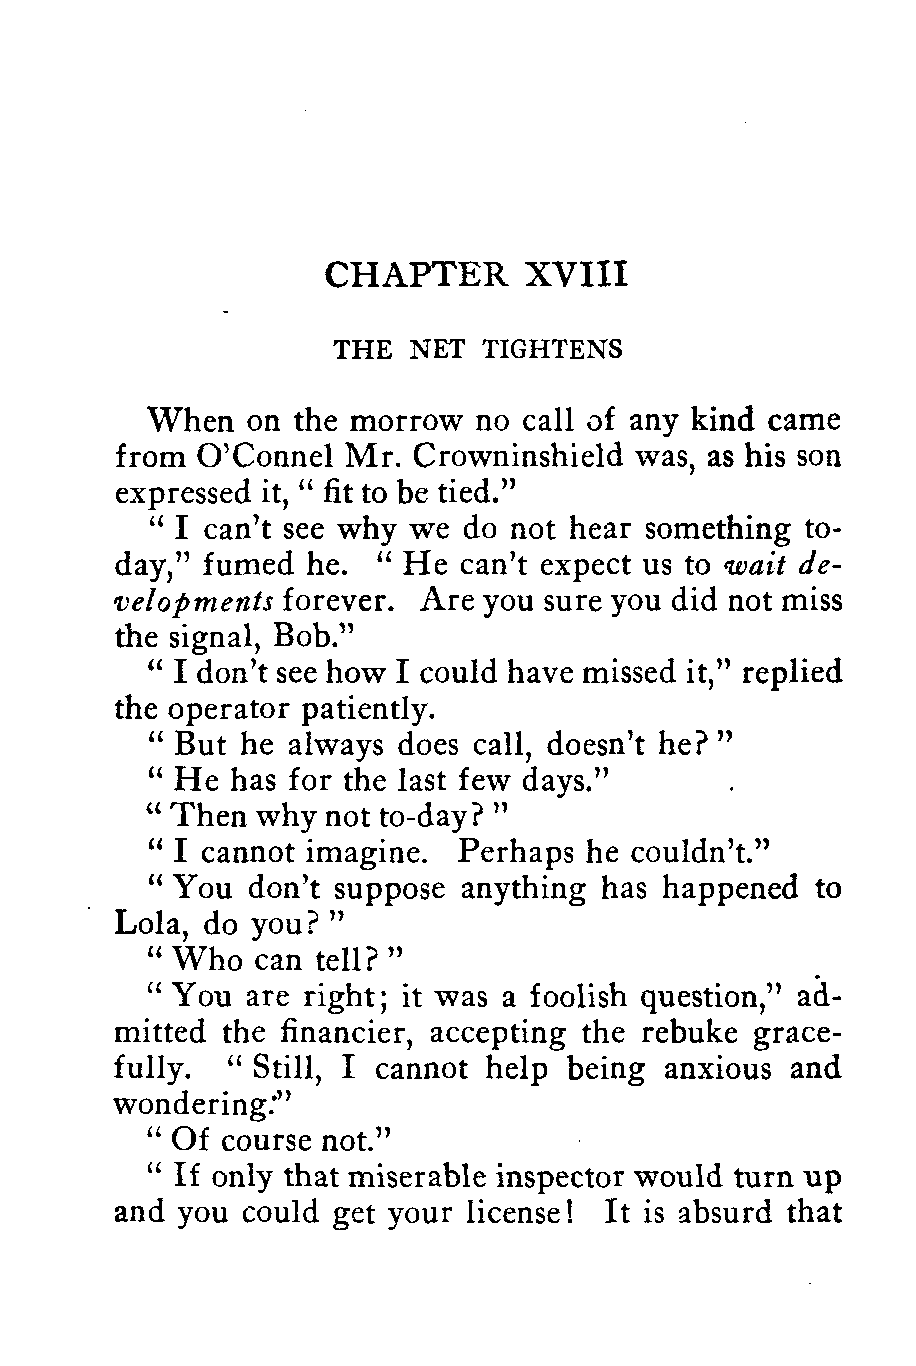 CHAPTER XVIII
THE NET TIGHTENS
When on the morrow no call of any kind came
from O'Connel Mr. Crowninshield was, as his son
expressed it, " fit to be tied."
" I can't see why we do not hear something to-
day," fumed he. " He can't expect us to wait de-
velopments forever. Are you sure you did not miss
the signal, Bob."
" I don't see how I could have missed it," replied
the operator patiently.
" But he always does call, doesn't he? "
" He has for the last few days."
" Then why not to-day? "
" I cannot imagine. Perhaps he couldn't."
" You don't suppose anything has happened to
Lola, do you? "
" Who can tell? "
" You are right; it was a foolish question," ad-
mitted the financier, accepting the rebuke grace-
fully. " Still, I cannot help being anxious and
wondering."
" Of course not."
" If only that miserable inspector would turn up
and you could get your license! It is absurd that